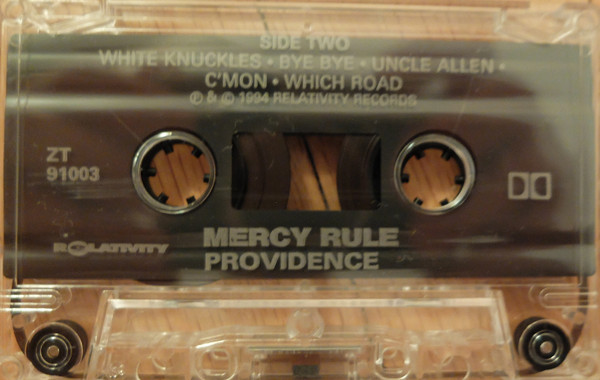 SIDE TWO
WHITE KNUCKLES • BYE BYE • UNCLE ALLEN •
C'MON • WHICH ROAD
℗ & © 1994 RELATIVITY RECORDS
ZT
91003
RELATIVITY
MERCY RULE
PROVIDENCE